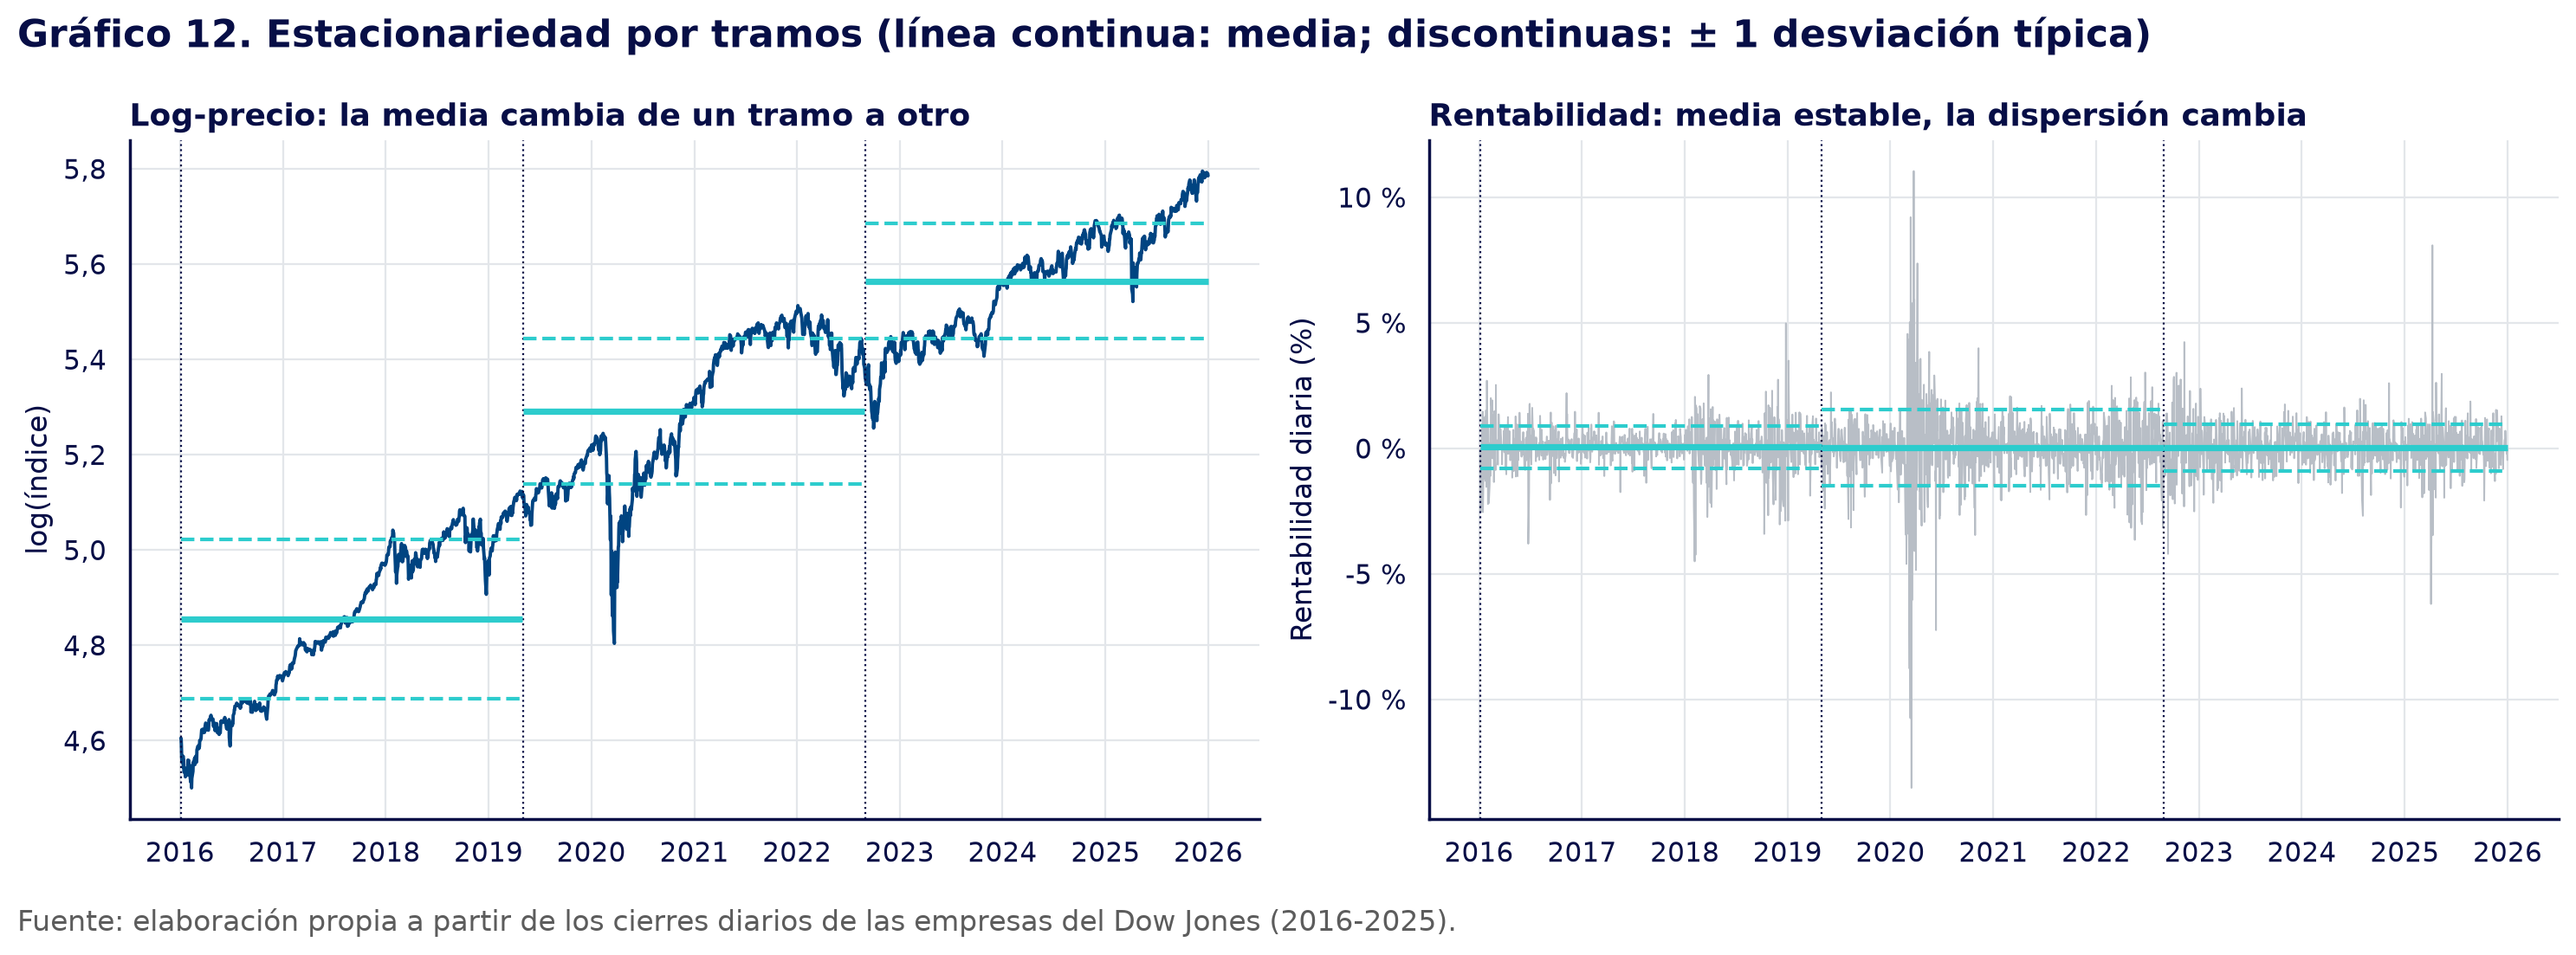 Gráfico 12. Estacionariedad por tramos (línea continua: media; discontinuas: ± 1 desviación típica)
Log-precio: la media cambia de un tramo a otro
5,8
5,6
5,4
5,2
5,0
4,8
4,6
log(índice)
2016 2017 2018 2019 2020 2021 2022 2023 2024 2025 2026
Rentabilidad: media estable, la dispersión cambia
10 %
5 %
0 %
-5 %
-10 %
Rentabilidad diaria (%)
2016 2017 2018 2019 2020 2021 2022 2023 2024 2025 2026
Fuente: elaboración propia a partir de los cierres diarios de las empresas del Dow Jones (2016-2025).